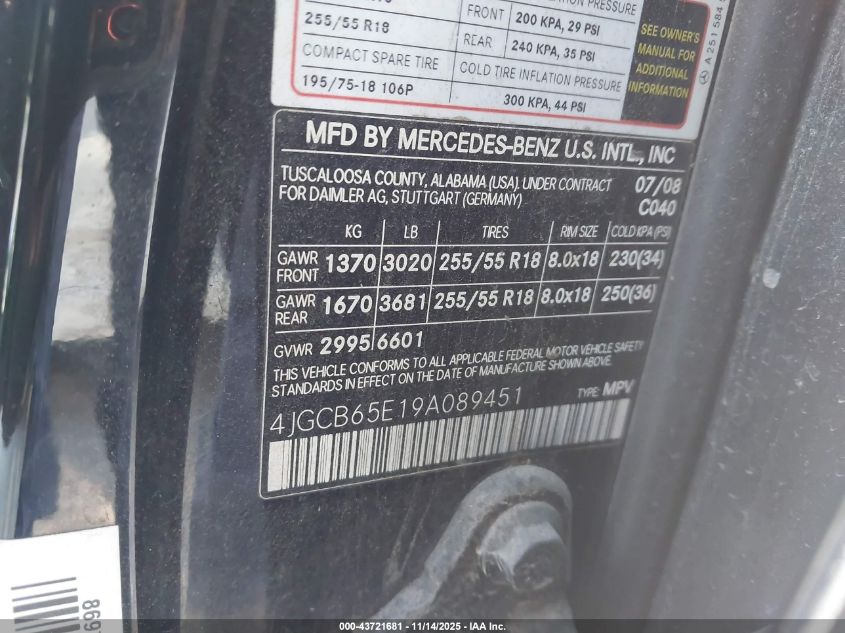 FRONT 200 KPA, 29 PSI
255/55 R18
REAR 240 KPA, 35 PSI
COMPACT SPARE TIRE
COLD TIRE INFLATION PRESSURE
195/75-18 106P
300 KPA, 44 PSI
SEE OWNER'S
MANUAL FOR
ADDITIONAL
INFORMATION
A 251 584
MFD BY MERCEDES-BENZ U.S. INTL., INC
TUSCALOOSA COUNTY, ALABAMA (USA). UNDER CONTRACT
FOR DAIMLER AG, STUTTGART (GERMANY)
07/08
C040
KG LB TIRES RIM SIZE COLD KPA (PSI)
GAWR FRONT 1370 3020 255/55 R18 8.0x18 230(34)
GAWR REAR 1670 3681 255/55 R18 8.0x18 250(36)
GVWR 2995 6601
THIS VEHICLE CONFORMS TO ALL APPLICABLE FEDERAL MOTOR VEHICLE SAFETY
STANDARDS IN EFFECT ON THE DATE OF MANUFACTURE SHOWN ABOVE.
4JGCB65E19A089451
TYPE: MPV
869
000-43721681 - 11/14/2025 - IAA Inc.